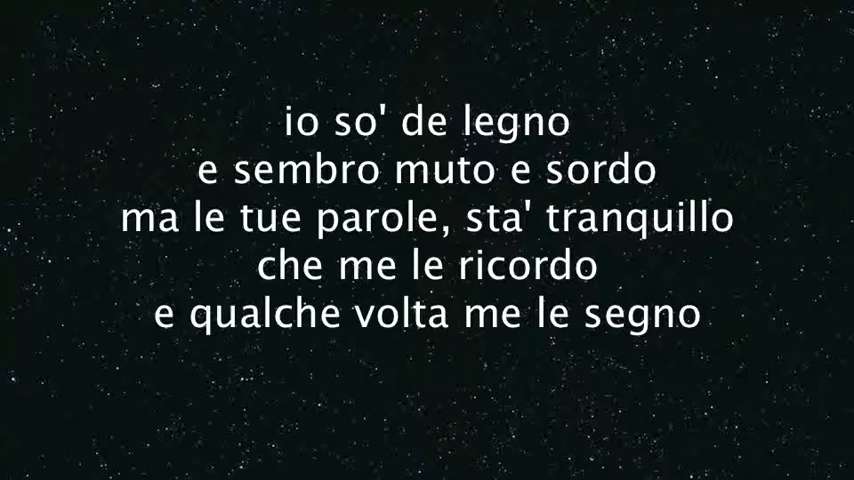 io so' de legno
e sembro muto e sordo
ma le tue parole, sta' tranquillo
che me le ricordo
e qualche volta me le segno